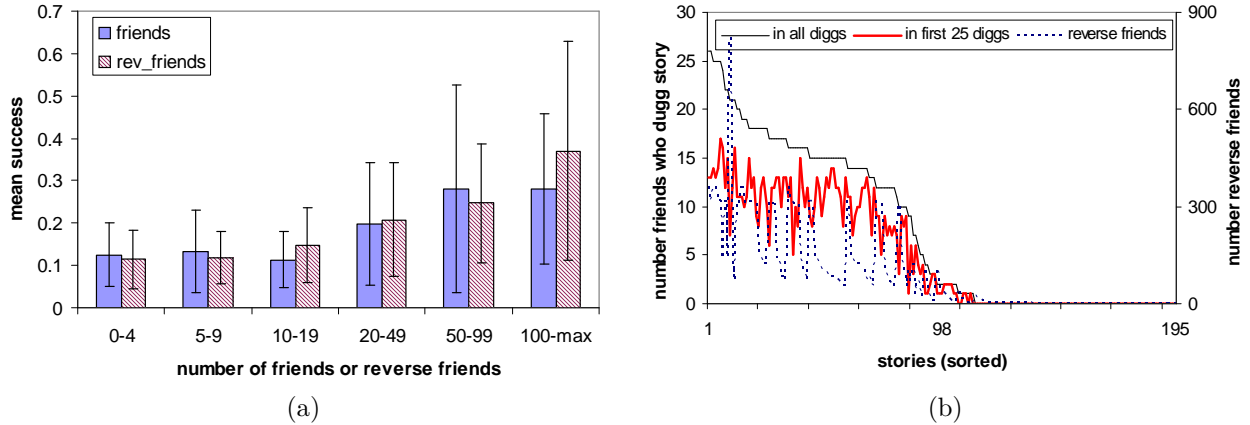 0.7
0.6
0.5
0.4
0.3
0.2
0.1
0
mean success
friends
rev_friends
0-4 5-9 10-19 20-49 50-99 100-max
number of friends or reverse friends
(a)
30
25
20
15
10
5
0
number friends who dugg story
in all diggs in first 25 diggs reverse friends
900
600
300
0
number reverse friends
1 98 195
stories (sorted)
(b)